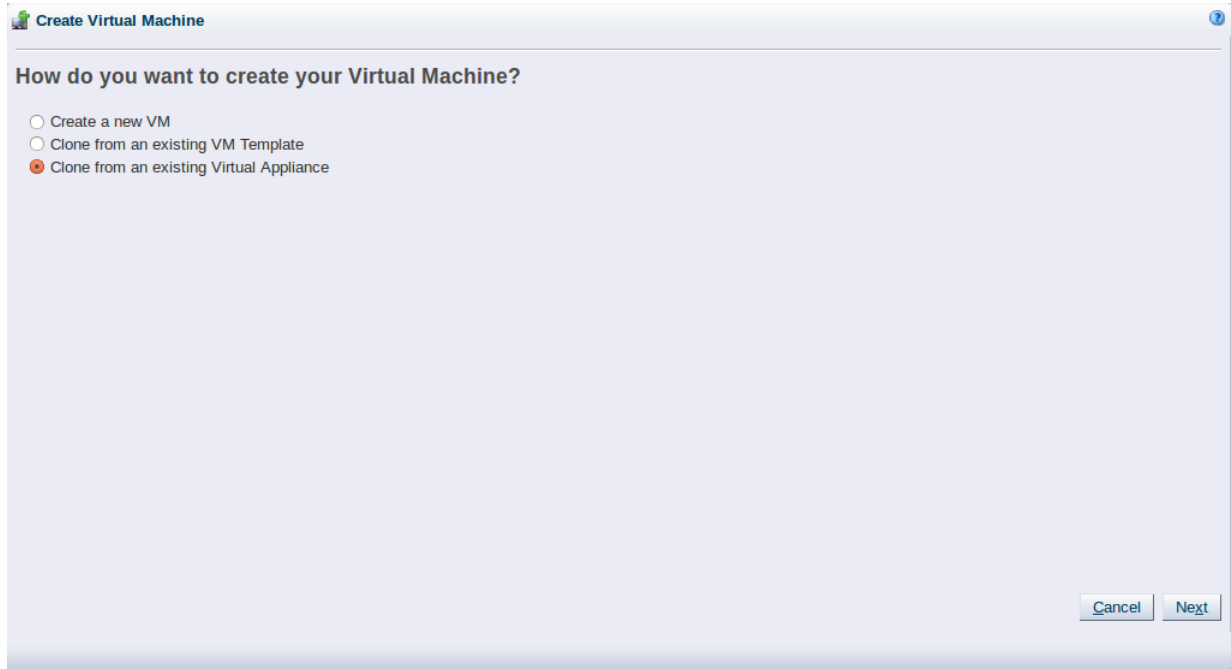 Create Virtual Machine
?
How do you want to create your Virtual Machine?
Create a new VM
Clone from an existing VM Template
Clone from an existing Virtual Appliance
Cancel Next